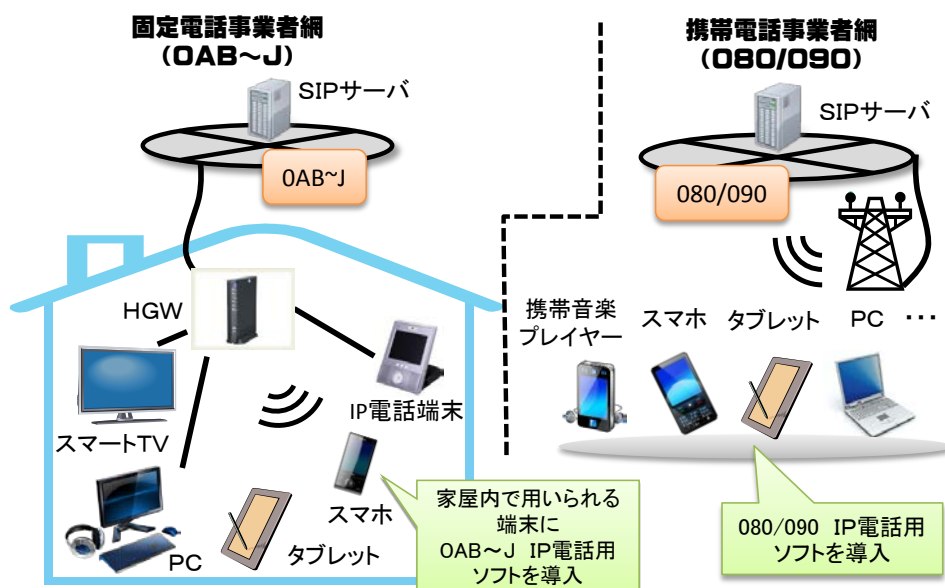 固定電話事業者網
（0AB～J）
SIPサーバ
0AB~J
HGW
スマートTV
IP電話端末
スマホ
PC
タブレット
家屋内で用いられる
端末に
0AB～J IP電話用
ソフトを導入
携帯電話事業者網
（080/090）
SIPサーバ
080/090
携帯音楽
プレイヤー
スマホ
タブレット
PC
…
080/090 IP電話用
ソフトを導入